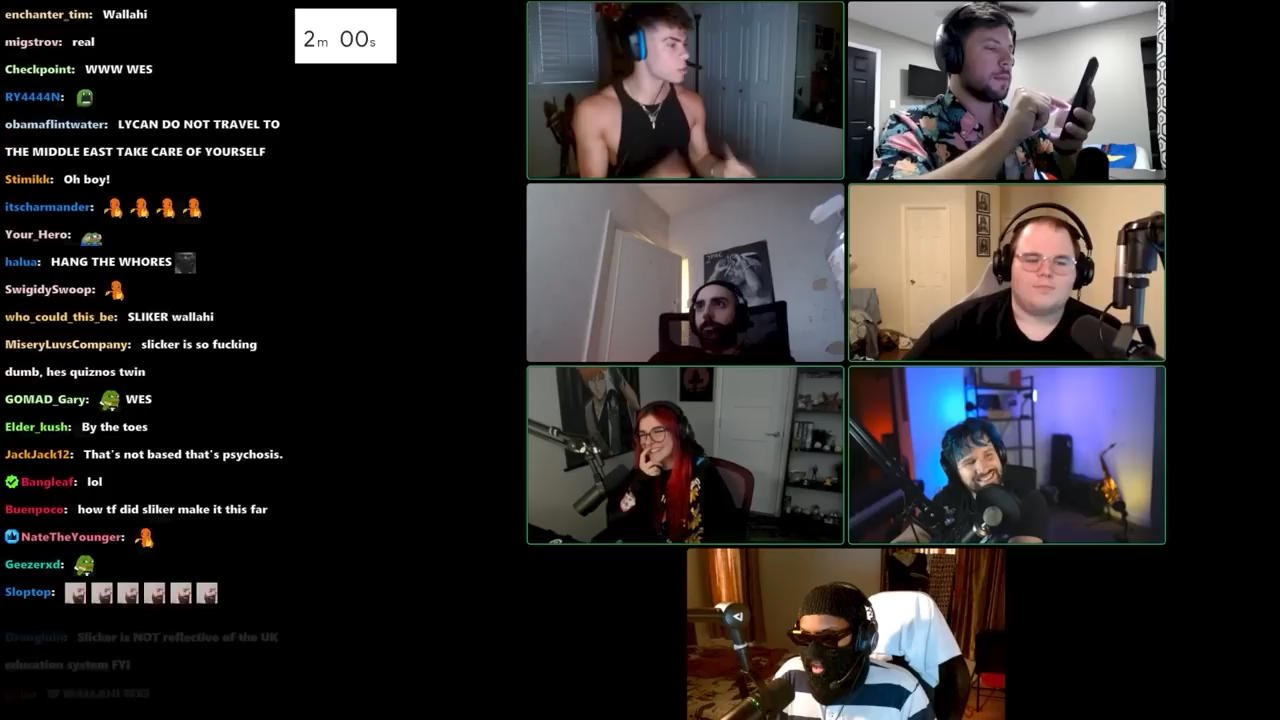 enchanter_tim: Wallahi
2m 00s
migstrov: real
Checkpoint: WWW WES
RY4444N:
obamaflintwater: LYCAN DO NOT TRAVEL TO
THE MIDDLE EAST TAKE CARE OF YOURSELF
Stimikk: Oh boy!
itscharmander:
Your_Hero:
halua: HANG THE WHORES
SwigidySwoop:
who_could_this_be: SLIKER wallahi
MiseryLuvsCompany: slicker is so fucking
dumb, hes quiznos twin
GOMAD_Gary: WES
Elder_kush: By the toes
JackJack12: That's not based that's psychosis.
Bangleaf: lol
Buenpoco: how tf did sliker make it this far
NateTheYounger:
Geezerxd:
Sloptop:
Slicker is NOT reflective of the UK
education system FYI